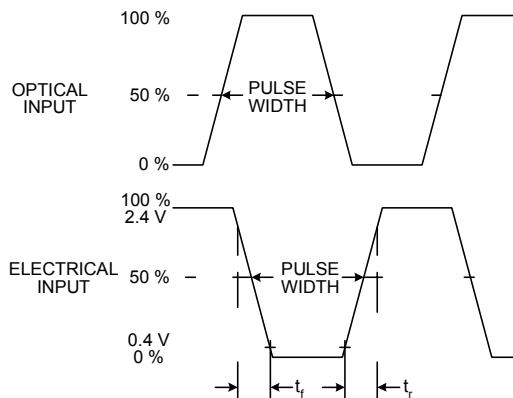 100 %
OPTICAL
INPUT
50 %
PULSE
WIDTH
0 %
100 %
2.4 V
ELECTRICAL
INPUT
50 %
PULSE
WIDTH
0.4 V
0 %
tf
tr